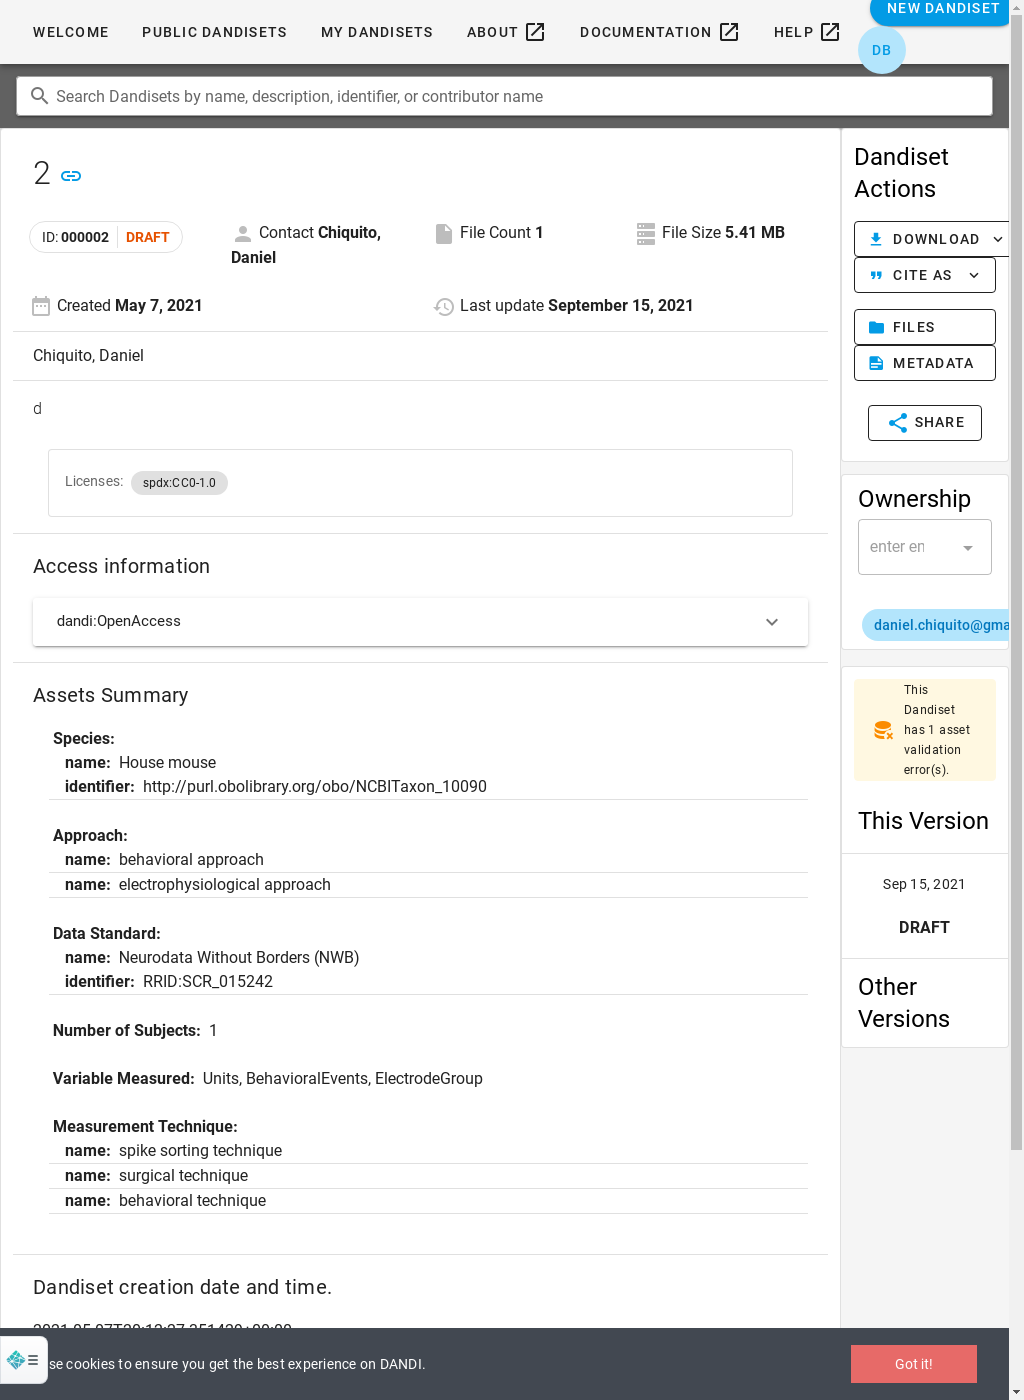 WELCOME PUBLIC DANDISETS MY DANDISETS ABOUT DOCUMENTATION HELP NEW DANDISET
DB
Search Dandisets by name, description, identifier, or contributor name
2
ID: 000002 DRAFT
Contact Chiquito, Daniel
File Count 1
File Size 5.41 MB
Created May 7, 2021
Last update September 15, 2021
Chiquito, Daniel
d
Licenses: spdx:CC0-1.0
Access information
dandi:OpenAccess
Assets Summary
Species:
name: House mouse
identifier: http://purl.obolibrary.org/obo/NCBITaxon_10090
Approach:
name: behavioral approach
name: electrophysiological approach
Data Standard:
name: Neurodata Without Borders (NWB)
identifier: RRID:SCR_015242
Number of Subjects: 1
Variable Measured: Units, BehavioralEvents, ElectrodeGroup
Measurement Technique:
name: spike sorting technique
name: surgical technique
name: behavioral technique
Dandiset creation date and time.
Dandiset
Actions
DOWNLOAD
CITE AS
FILES
METADATA
SHARE
Ownership
enter en
daniel.chiquito@gma
This
Dandiset
has 1 asset
validation
error(s).
This Version
Sep 15, 2021
DRAFT
Other
Versions
se cookies to ensure you get the best experience on DANDI.
Got it!